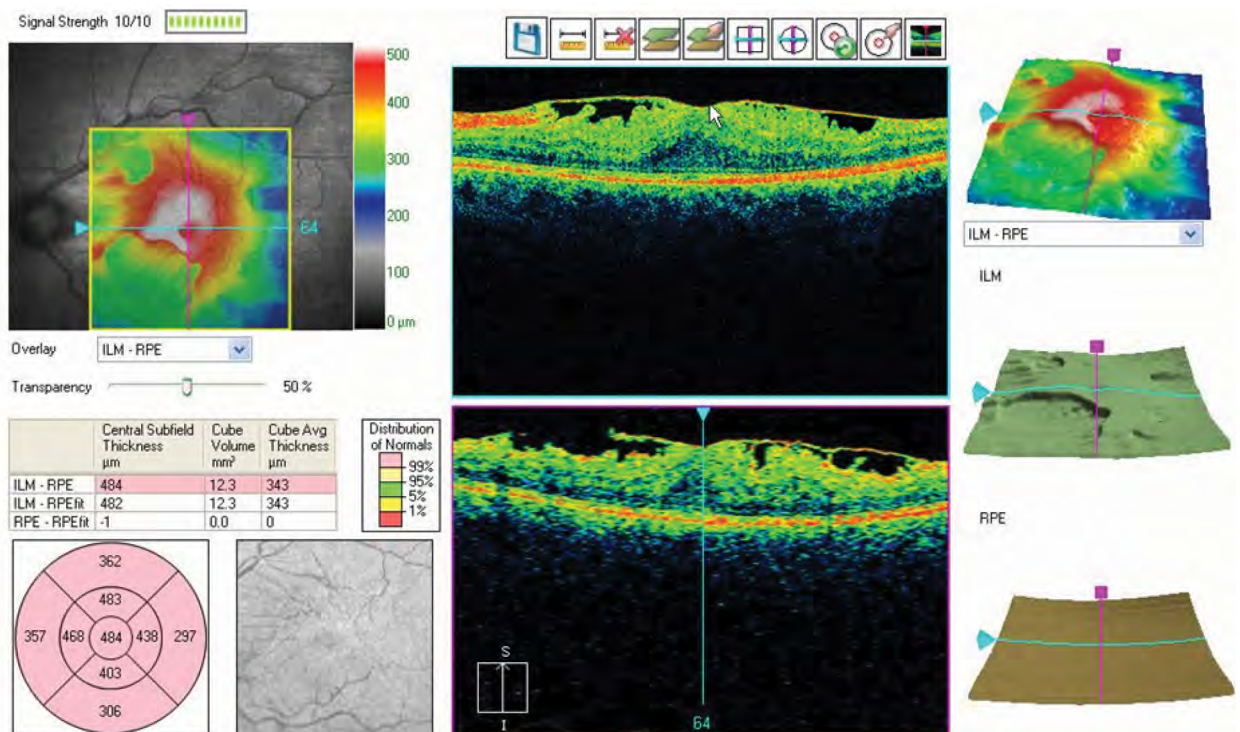 Signal Strength 10/10
500
400
300
200
100
0 µm
64
Overlay ILM - RPE
Transparency 50 %
Central Subfield Thickness µm
Cube Volume mm³
Cube Avg Thickness µm
ILM - RPE 484 12.3 343
ILM - RPEfit 482 12.3 343
RPE - RPEfit -1 0.0 0
Distribution of Normals
99%
95%
5%
1%
362
483
357 468 484 438 297
403
306
S
I
64
ILM - RPE
ILM
RPE